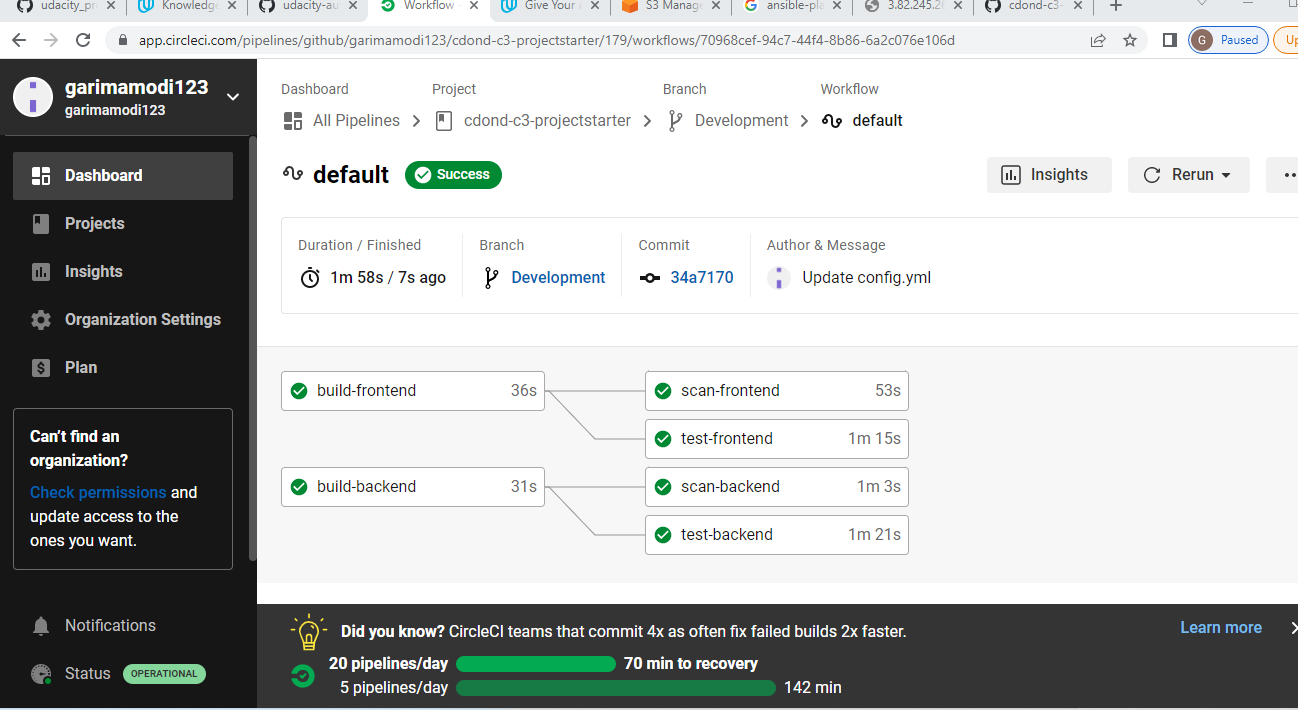 udacity_pr
Knowledge
udacity-au
Workflow -
Give Your
S3 Manage
ansible-pla
3.82.245.2
cdond-c3-
app.circleci.com/pipelines/github/garimamodi123/cdond-c3-projectstarter/179/workflows/70968cef-94c7-44f4-8b86-6a2c076e106d
G Paused
Up
garimamodi123
garimamodi123
Dashboard
Projects
Insights
Organization Settings
Plan
Can't find an
organization?
Check permissions and
update access to the
ones you want.
Notifications
Status OPERATIONAL
Dashboard Project Branch Workflow
All Pipelines > cdond-c3-projectstarter > Development > default
default Success
Insights Rerun
Duration / Finished Branch Commit Author & Message
1m 58s / 7s ago Development 34a7170 Update config.yml
build-frontend 36s
scan-frontend 53s
test-frontend 1m 15s
build-backend 31s
scan-backend 1m 3s
test-backend 1m 21s
Did you know? CircleCI teams that commit 4x as often fix failed builds 2x faster.
Learn more
20 pipelines/day 70 min to recovery
5 pipelines/day 142 min